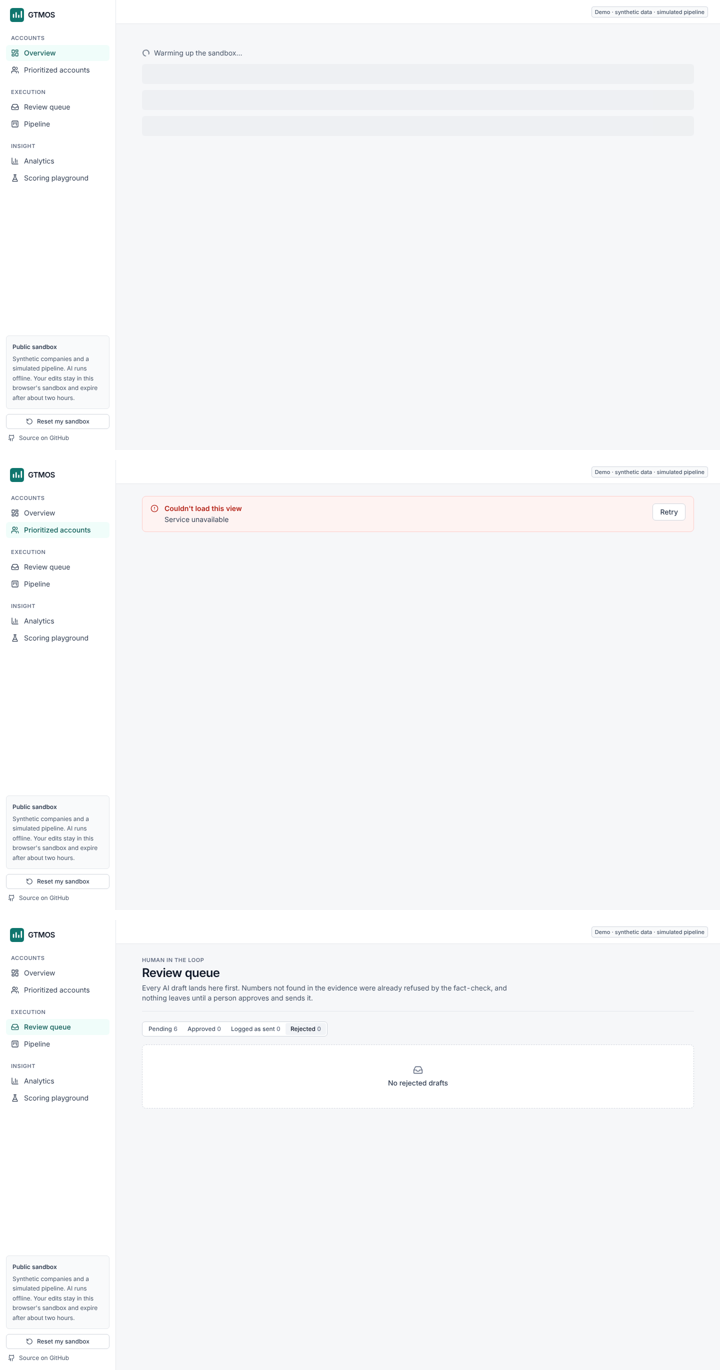 GTMOS
Demo · synthetic data · simulated pipeline
ACCOUNTS
Overview
Prioritized accounts
EXECUTION
Review queue
Pipeline
INSIGHT
Analytics
Scoring playground
Warming up the sandbox...
Public sandbox
Synthetic companies and a
simulated pipeline. AI runs
offline. Your edits stay in this
browser's sandbox and expire
after about two hours.
Reset my sandbox
Source on GitHub
GTMOS
Demo · synthetic data · simulated pipeline
ACCOUNTS
Overview
Prioritized accounts
EXECUTION
Review queue
Pipeline
INSIGHT
Analytics
Scoring playground
Couldn't load this view
Service unavailable
Retry
Public sandbox
Synthetic companies and a
simulated pipeline. AI runs
offline. Your edits stay in this
browser's sandbox and expire
after about two hours.
Reset my sandbox
Source on GitHub
GTMOS
Demo · synthetic data · simulated pipeline
ACCOUNTS
Overview
Prioritized accounts
EXECUTION
Review queue
Pipeline
INSIGHT
Analytics
Scoring playground
HUMAN IN THE LOOP
Review queue
Every AI draft lands here first. Numbers not found in the evidence were already refused by the fact-check, and
nothing leaves until a person approves and sends it.
Pending 6 Approved 0 Logged as sent 0 Rejected 0
No rejected drafts
Public sandbox
Synthetic companies and a
simulated pipeline. AI runs
offline. Your edits stay in this
browser's sandbox and expire
after about two hours.
Reset my sandbox
Source on GitHub